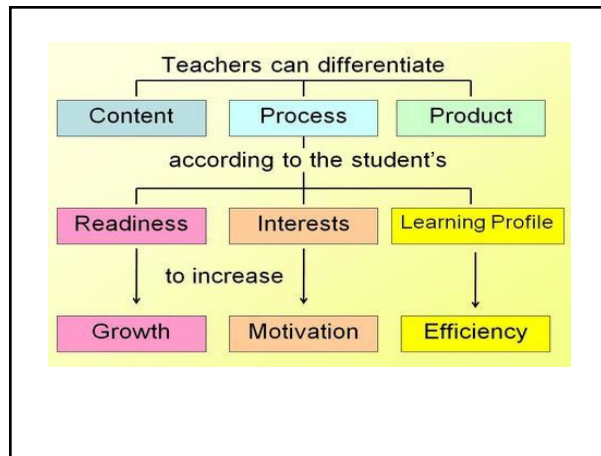 Teachers can differentiate
Content Process Product
according to the student's
Readiness Interests Learning Profile
to increase
Growth Motivation Efficiency